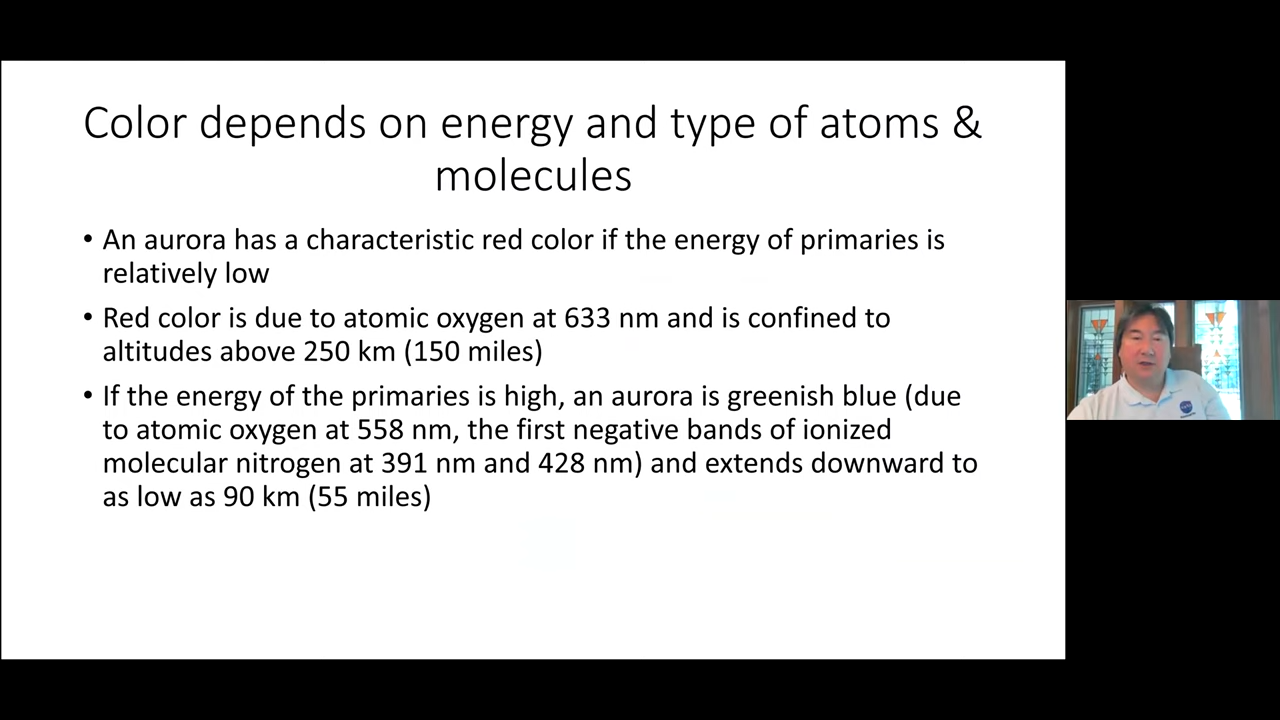 Color depends on energy and type of atoms &
molecules
• An aurora has a characteristic red color if the energy of primaries is
relatively low
• Red color is due to atomic oxygen at 633 nm and is confined to
altitudes above 250 km (150 miles)
• If the energy of the primaries is high, an aurora is greenish blue (due
to atomic oxygen at 558 nm, the first negative bands of ionized
molecular nitrogen at 391 nm and 428 nm) and extends downward to
as low as 90 km (55 miles)